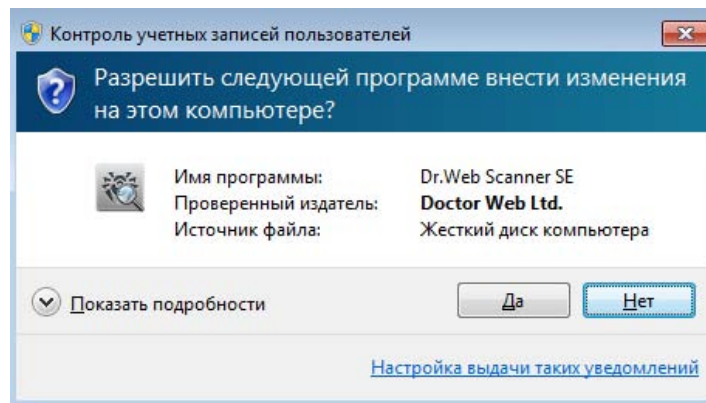 Контроль учетных записей пользователей
Разрешить следующей программе внести изменения
на этом компьютере?
Имя программы: Dr.Web Scanner SE
Проверенный издатель: Doctor Web Ltd.
Источник файла: Жесткий диск компьютера
Показать подробности Да Нет
Настройка выдачи таких уведомлений